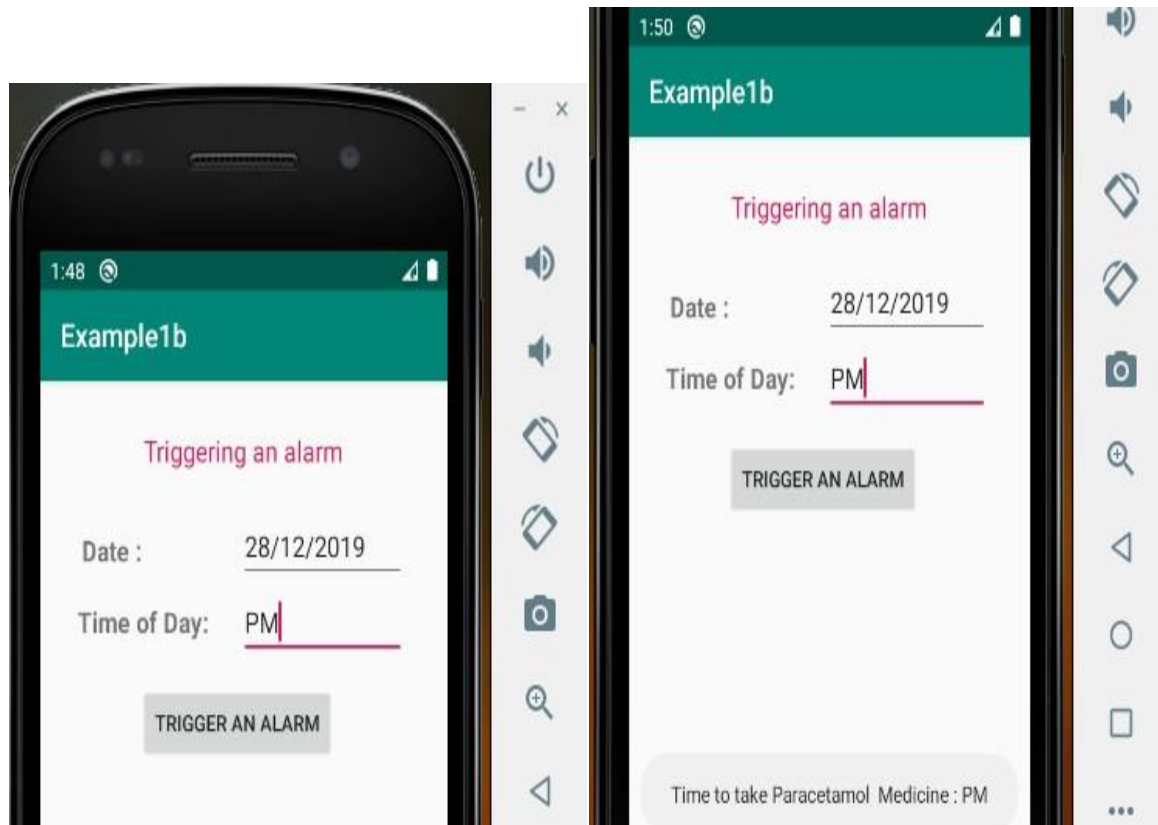 1:48
Example1b
Triggering an alarm
Date : 28/12/2019
Time of Day: PM
TRIGGER AN ALARM
1:50
Example1b
Triggering an alarm
Date : 28/12/2019
Time of Day: PM
TRIGGER AN ALARM
Time to take Paracetamol Medicine : PM